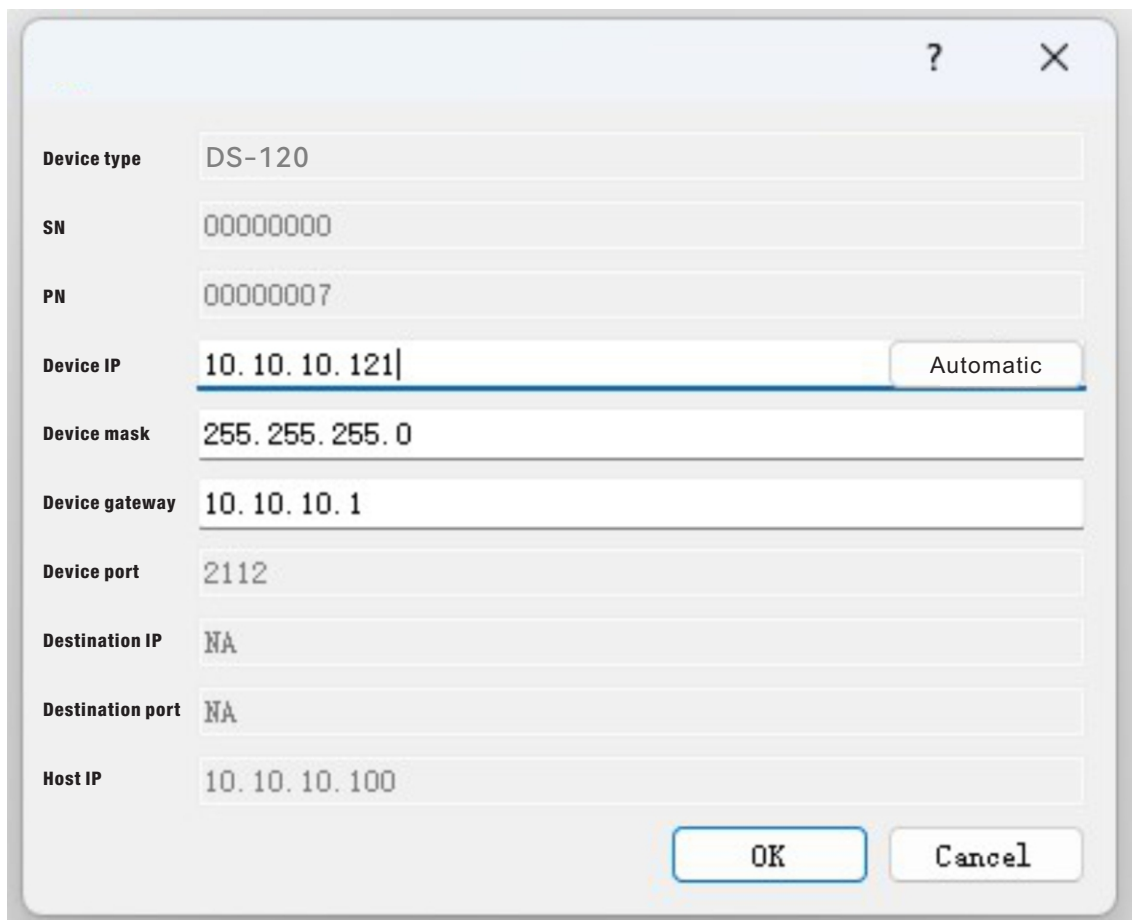 ?
Device type DS-120
SN 00000000
PN 00000007
Device IP 10.10.10.121 Automatic
Device mask 255.255.255.0
Device gateway 10.10.10.1
Device port 2112
Destination IP NA
Destination port NA
Host IP 10.10.10.100
OK Cancel